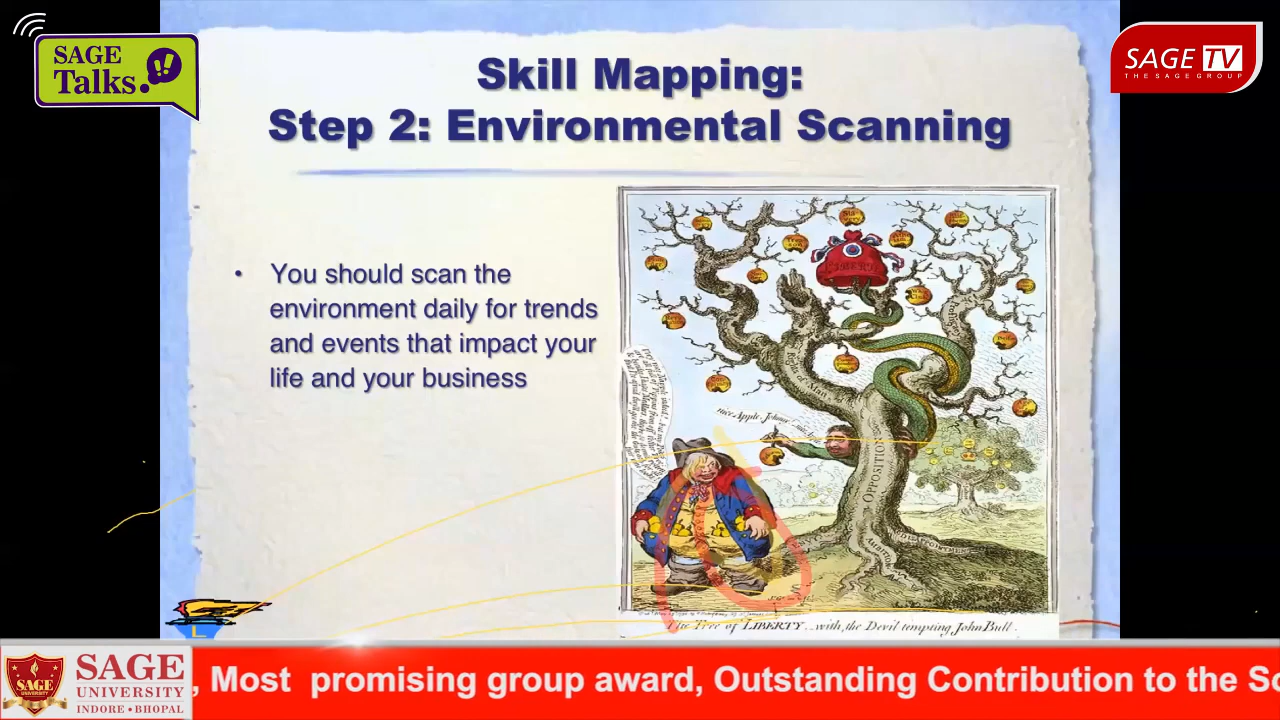 SAGE
Talks.
SAGE TV
THE SAGE GROUP
Skill Mapping:
Step 2: Environmental Scanning
• You should scan the
environment daily for trends
and events that impact your
life and your business
LIBERTY
OPPOSITION
The Tree of LIBERTY with, the Devil tempting John Bull.
SAGE
SAGE
UNIVERSITY
INDORE • BHOPAL
, Most promising group award, Outstanding Contribution to the Sc